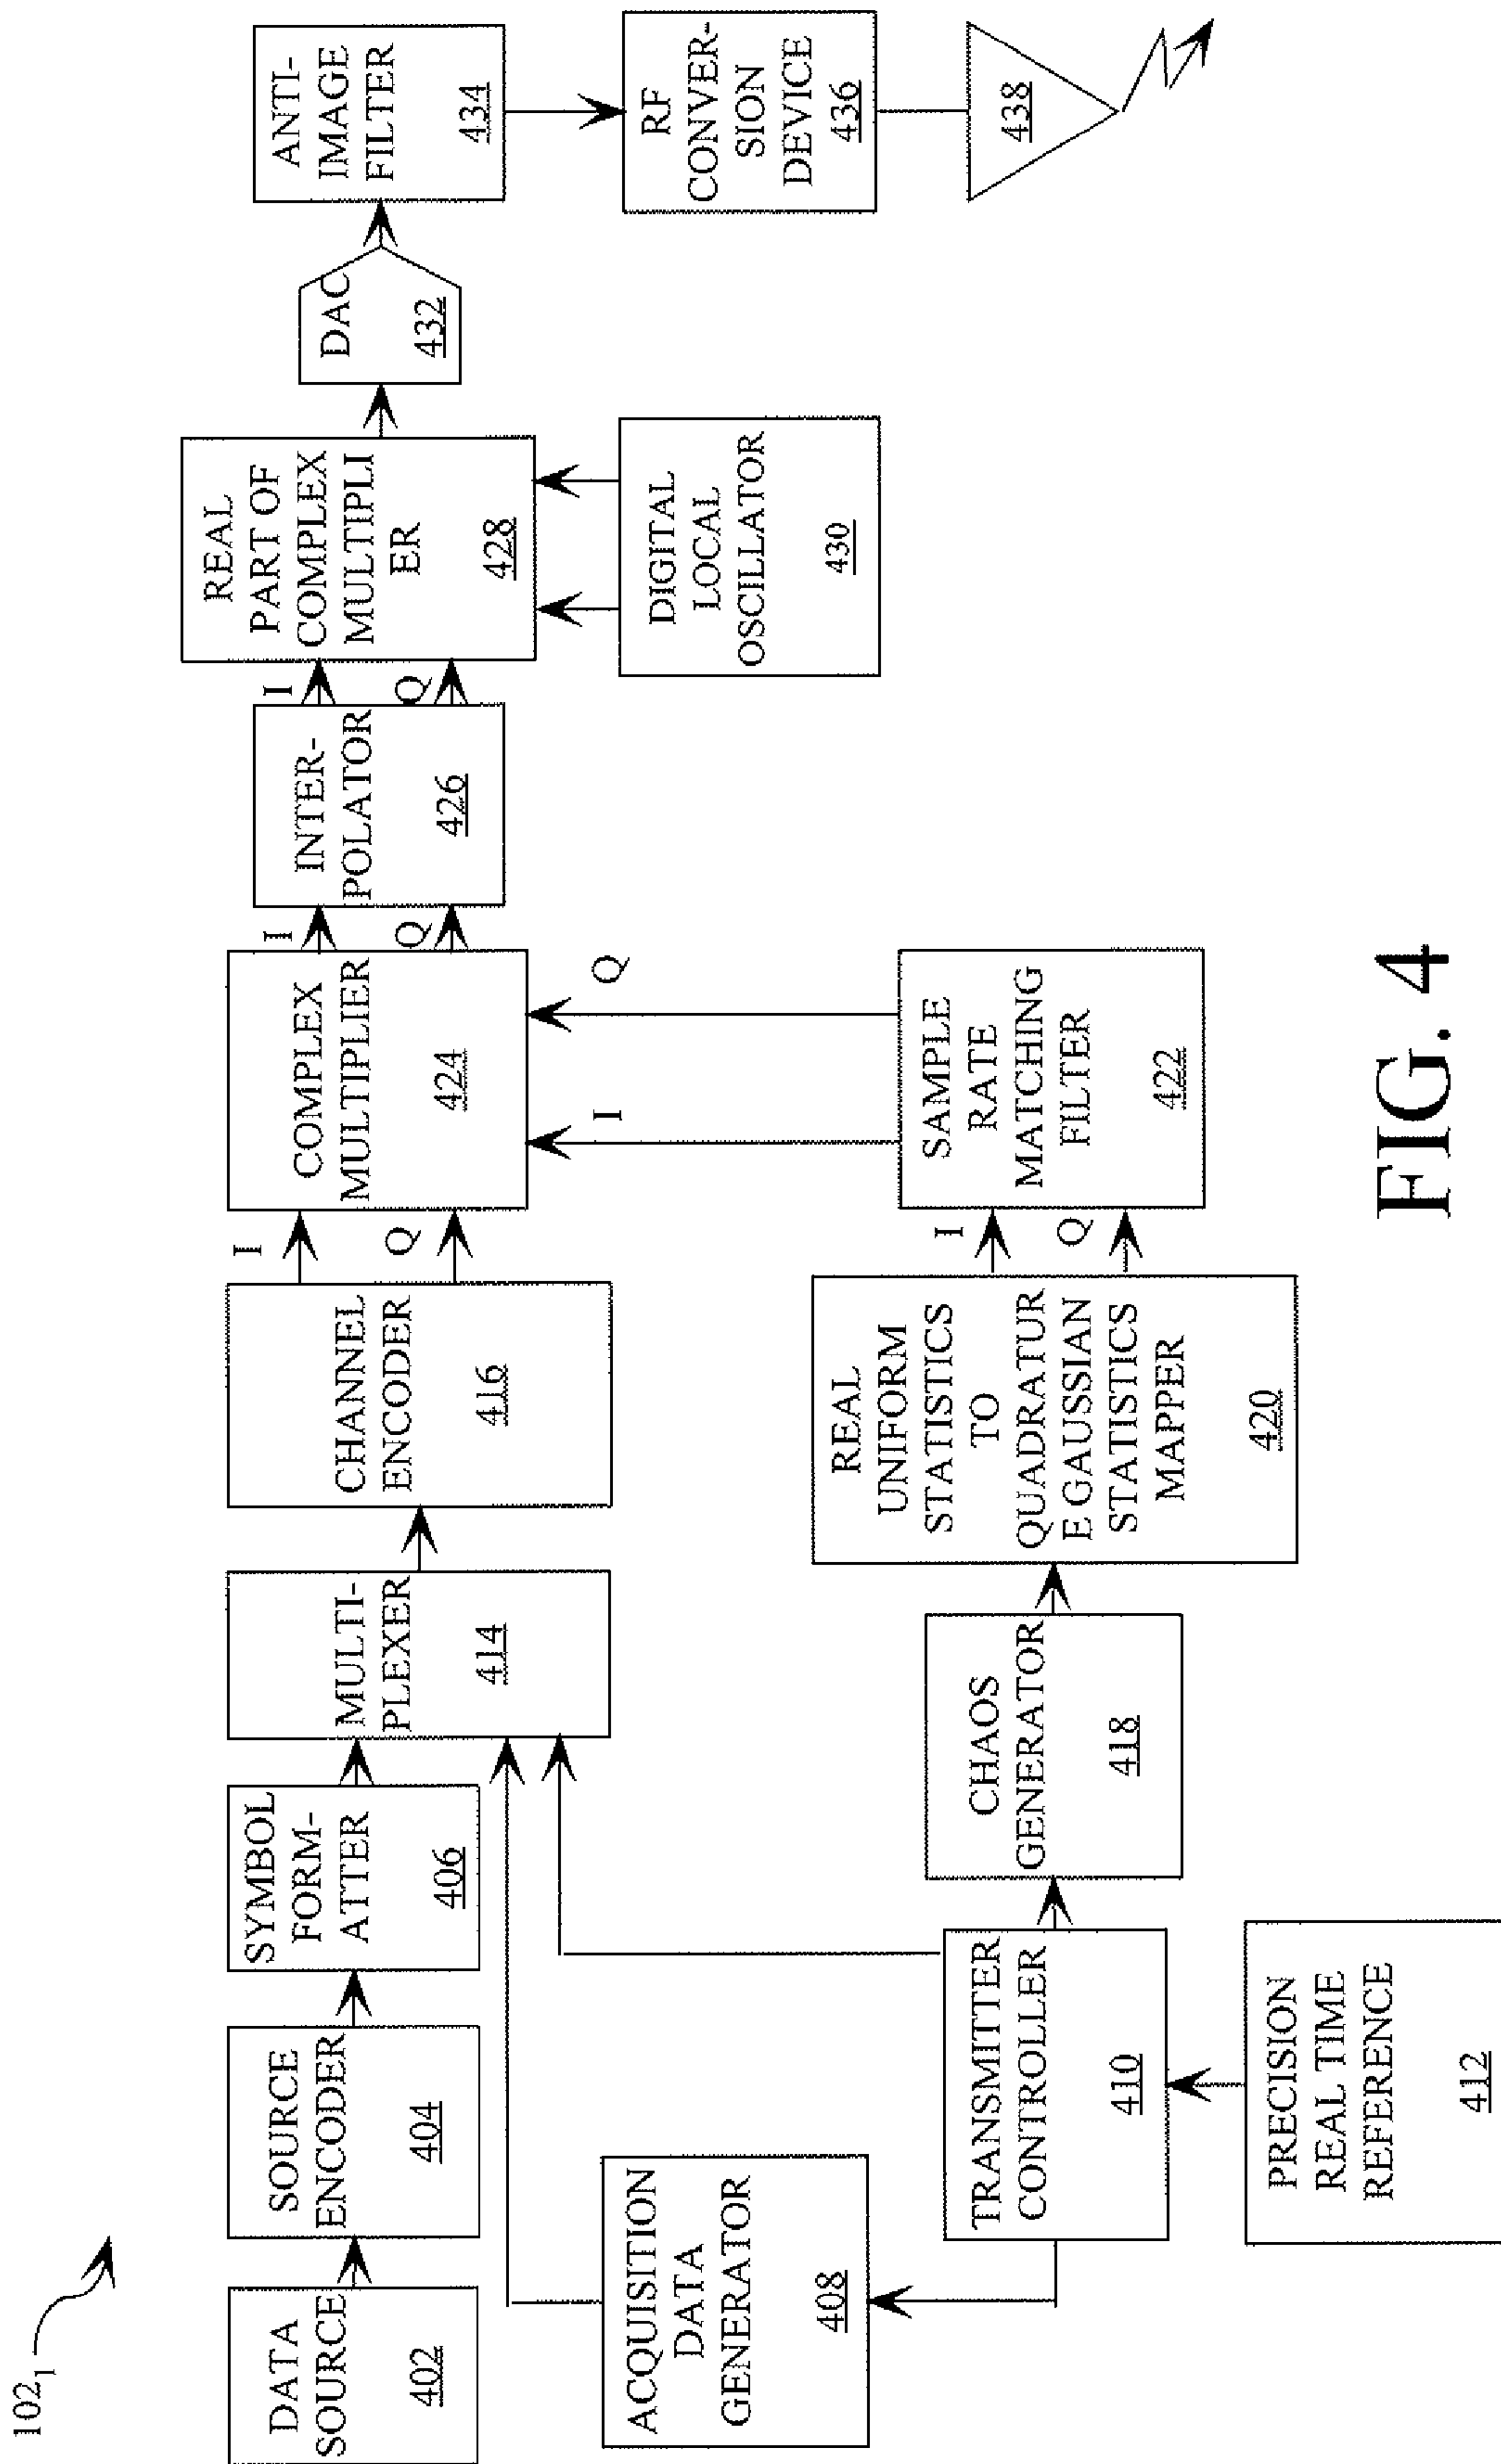 102₁
DATA
SOURCE
402
SOURCE
ENCODER
404
SYMBOL
FORM-
ATTER
406
MULTI-
PLEXER
414
CHANNEL
ENCODER
416
I
Q
COMPLEX
MULTIPLIER
424
I
Q
INTER-
POLATOR
426
I
Q
REAL
PART OF
COMPLEX
MULTIPLI
ER
428
DAC
432
ANTI-
IMAGE
FILTER
434
ACQUISITION
DATA
GENERATOR
408
TRANSMITTER
CONTROLLER
410
PRECISION
REAL TIME
REFERENCE
412
CHAOS
GENERATOR
418
REAL
UNIFORM
STATISTICS
TO
QUADRATUR
E GAUSSIAN
STATISTICS
MAPPER
420
I
Q
SAMPLE
RATE
MATCHING
FILTER
422
I
Q
DIGITAL
LOCAL
OSCILLATOR
430
RF
CONVER-
SION
DEVICE
436
438
FIG. 4